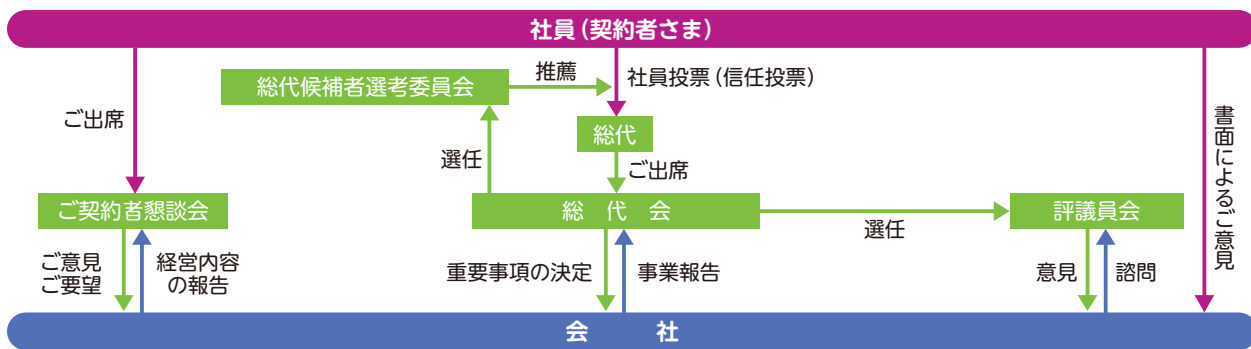 社員(契約者さま)
総代候補者選考委員会
推薦
社員投票(信任投票)
ご出席
総代
選任
ご出席
書面によるご意見
ご契約者懇談会
総代会
選任
評議員会
ご意見
ご要望
経営内容
の報告
重要事項の決定
事業報告
意見
諮問
会社